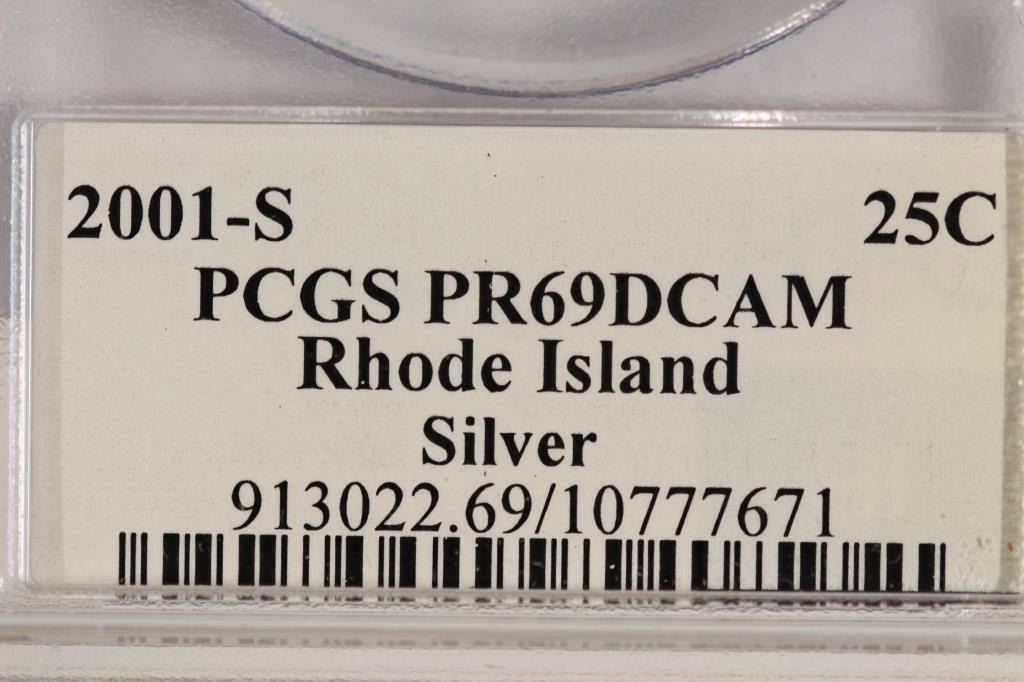 2001-S 25C
PCGS PR69DCAM
Rhode Island
Silver
913022.69/10777671